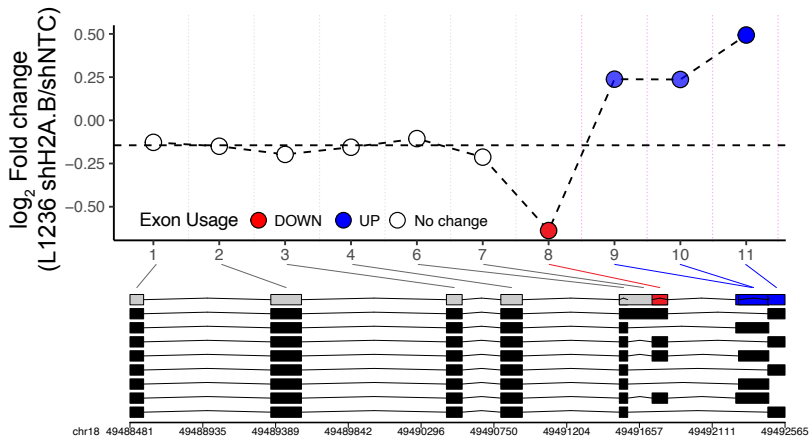 log2 Fold change
(L1236 shH2A.B/shNTC)
0.50
0.25
0.00
−0.25
−0.50
Exon Usage DOWN UP No change
1 2 3 4 6 7 8 9 10 11
chr18 49488481 49488935 49489389 49489842 49490296 49490750 49491204 49491657 49492111 49492565